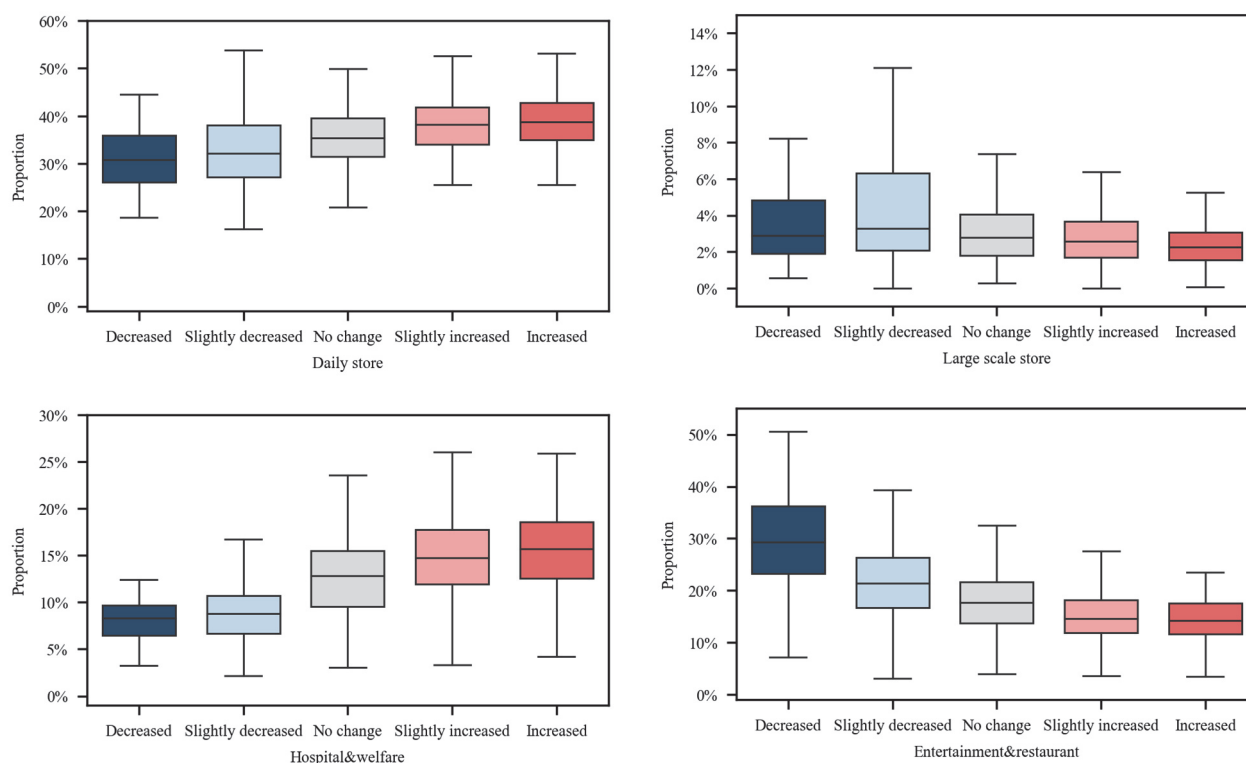 60%
50%
40%
30%
20%
10%
0%
Proportion
Decreased Slightly decreased No change Slightly increased Increased
Daily store
14%
12%
10%
8%
6%
4%
2%
0%
Proportion
Decreased Slightly decreased No change Slightly increased Increased
Large scale store
30%
25%
20%
15%
10%
5%
0%
Proportion
Decreased Slightly decreased No change Slightly increased Increased
Hospital&welfare
50%
40%
30%
20%
10%
0%
Proportion
Decreased Slightly decreased No change Slightly increased Increased
Entertainment&restaurant